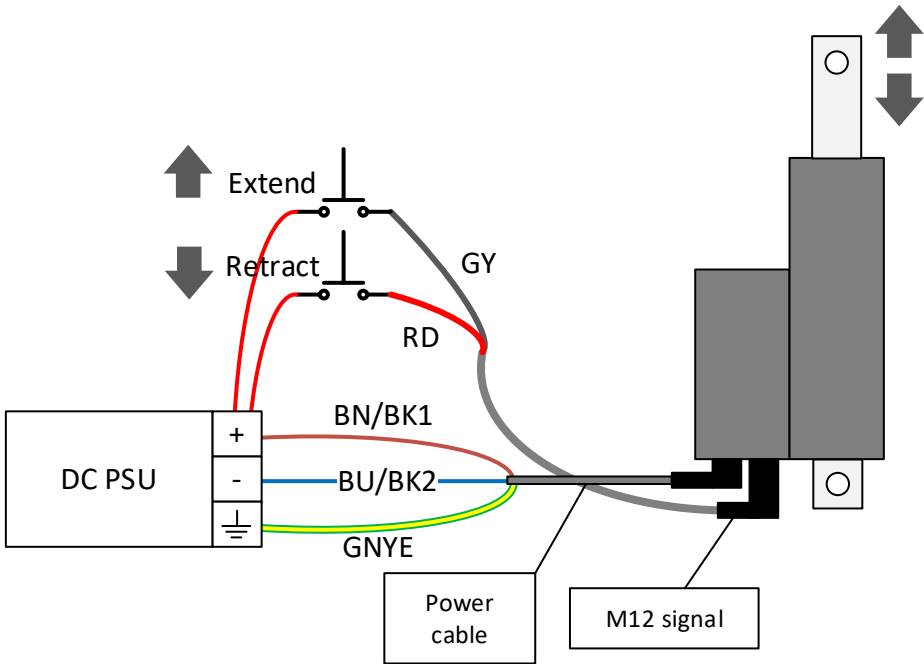 Extend
Retract
GY
RD
BN/BK1
DC PSU
+
-
BU/BK2
GNYE
Power
cable
M12 signal